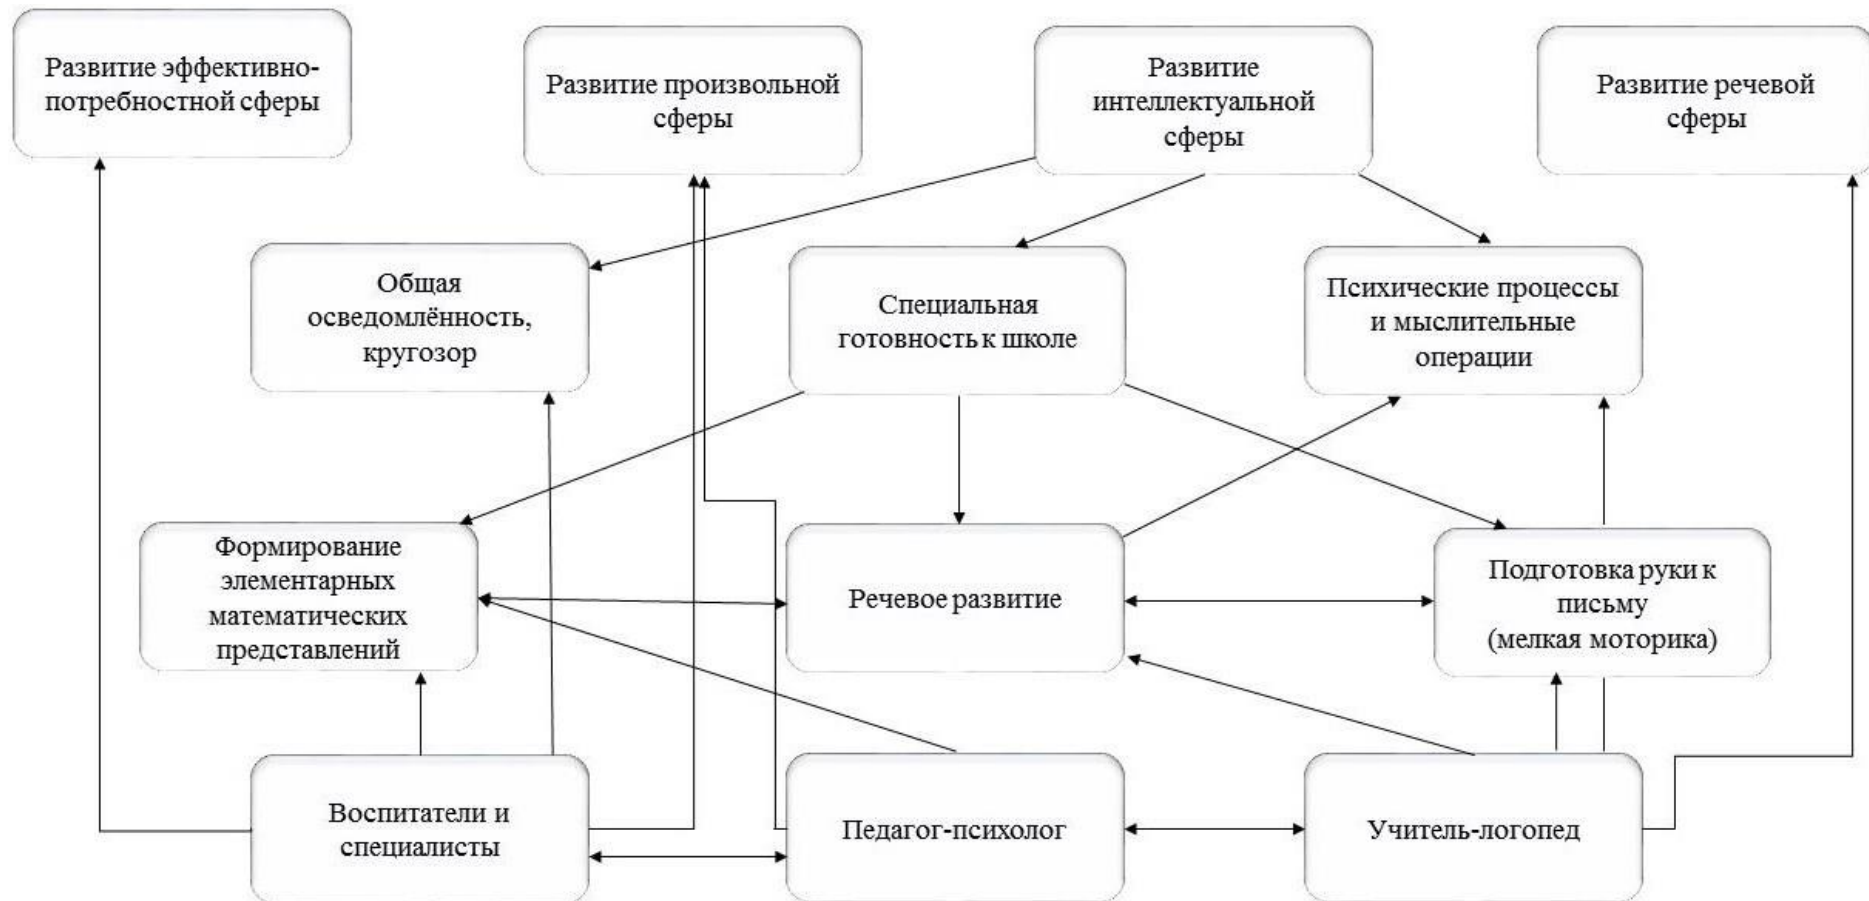 Развитие эффективно-
потребностной сферы
Развитие произвольной
сферы
Развитие
интеллектуальной
сферы
Развитие речевой
сферы
Общая
осведомлённость,
кругозор
Специальная
готовность к школе
Психические процессы
и мыслительные
операции
Формирование
элементарных
математических
представлений
Речевое развитие
Подготовка руки к
письму
(мелкая моторика)
Воспитатели и
специалисты
Педагог-психолог
Учитель-логопед